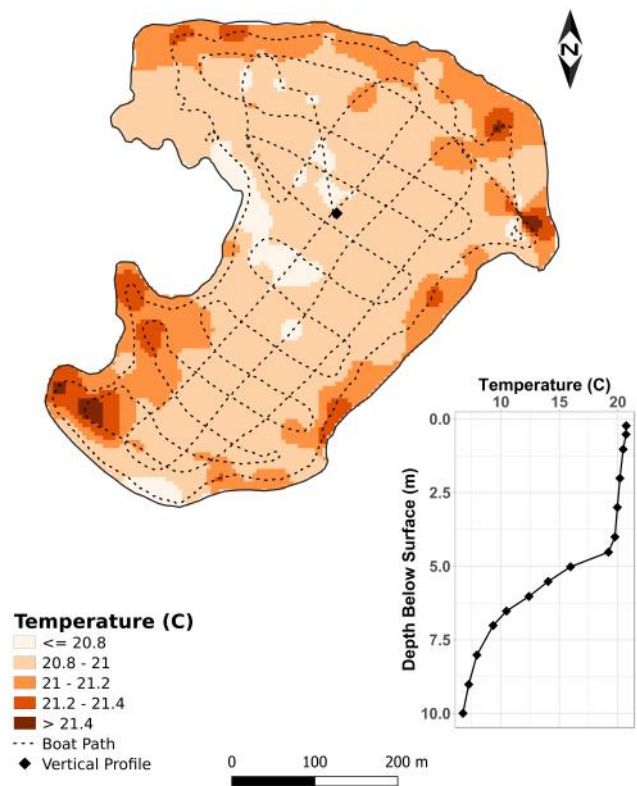 N
Temperature (C)
10 15 20
0.0
2.5
5.0
7.5
10.0
Depth Below Surface (m)
Temperature (C)
<= 20.8
20.8 - 21
21 - 21.2
21.2 - 21.4
> 21.4
Boat Path
Vertical Profile
0 100 200 m